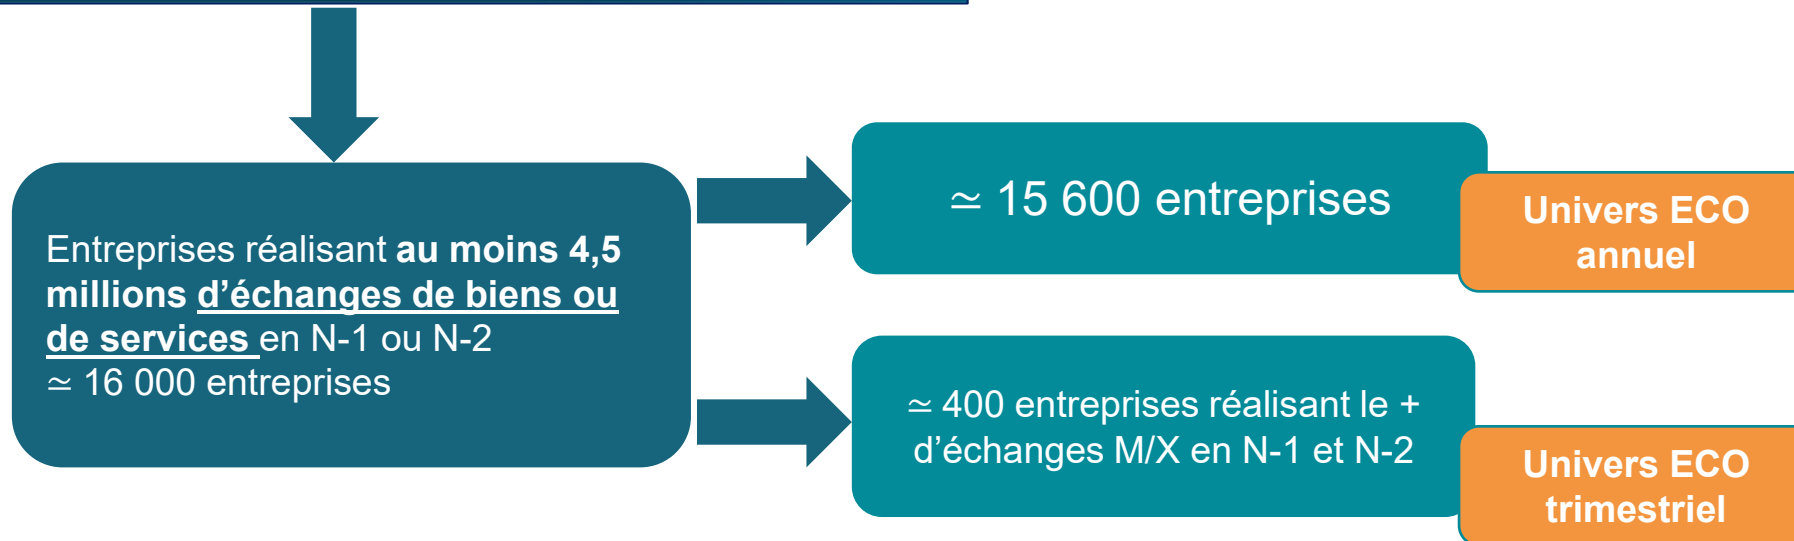 Entreprises réalisant au moins 4,5
millions d’échanges de biens ou
de services en N-1 ou N-2
≃ 16 000 entreprises
≃ 15 600 entreprises
Univers ECO
annuel
≃ 400 entreprises réalisant le +
d’échanges M/X en N-1 et N-2
Univers ECO
trimestriel